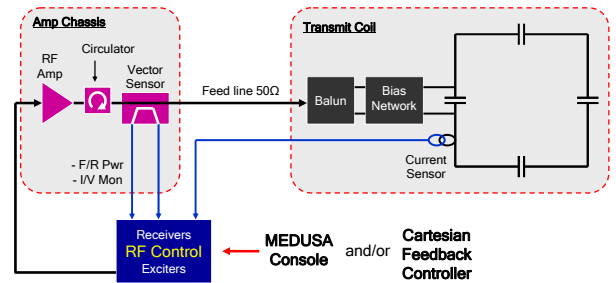 Amp Chassis
Transmit Coil
Circulator
RF
Amp
Vector
Sensor
Feed line 50Ω
Balun
Bias
Network
- F/R Pwr
- I/V Mon
Current
Sensor
Receivers
RF Control
Exciters
MEDUSA
Console
and/or
Cartesian
Feedback
Controller